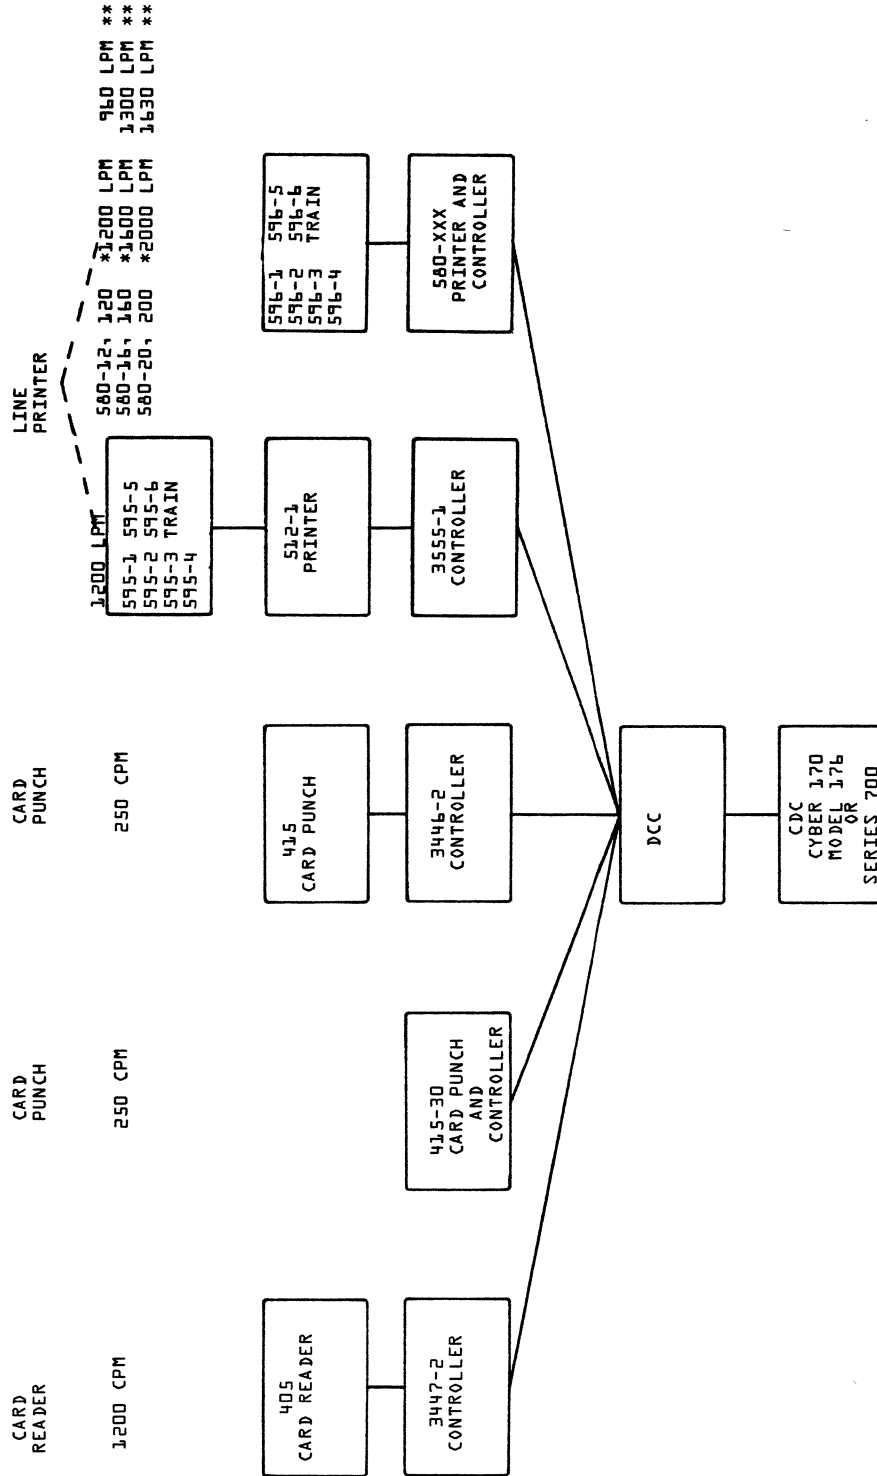 CARD
READER
1200 CPM
405
CARD READER
3447-2
CONTROLLER
CARD
PUNCH
250 CPM
415-30
CARD PUNCH
AND
CONTROLLER
CARD
PUNCH
250 CPM
415
CARD PUNCH
3446-2
CONTROLLER
LINE
PRINTER
1200 LPM
595-1 595-5
595-2 595-6
595-3 TRAIN
595-4
512-1
PRINTER
3555-1
CONTROLLER
580-12, 120 *1200 LPM 960 LPM **
580-16, 160 *1600 LPM 1300 LPM **
580-20, 200 *2000 LPM 1630 LPM **
596-1 596-5
596-2 596-6
596-3 TRAIN
596-4
580-XXX
PRINTER AND
CONTROLLER
DCC
CDC
CYBER 170
MODEL 176
OR
SERIES 700